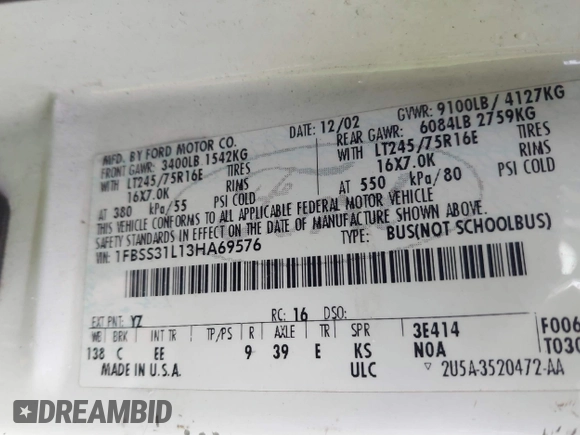 MFD. BY FORD MOTOR CO.
DATE: 12/02
GVWR: 9100LB/ 4127KG
FRONT GAWR: 3400LB 1542KG
REAR GAWR: 6084LB 2759KG
WITH LT245/75R16E TIRES
WITH LT245/75R16E TIRES
16X7.0K RIMS
16X7.0K RIMS
AT 380 kPa/55 PSI COLD
AT 550 kPa/80 PSI COLD
THIS VEHICLE CONFORMS TO ALL APPLICABLE FEDERAL MOTOR VEHICLE
SAFETY STANDARDS IN EFFECT ON THE DATE OF MANUFACTURE SHOWN ABOVE.
VIN: 1FBSS31L13HA69576
TYPE: BUS(NOT SCHOOLBUS)
EXT PNT: YZ RC: 16 DSO:
WB BRK INT TR TP/PS R AXLE TR SPR 3E414 F006
138 C EE 9 39 E KS N0A T030
MADE IN U.S.A. ULC 2U5A-3520472-AA
DREAMBID
DREAMBID